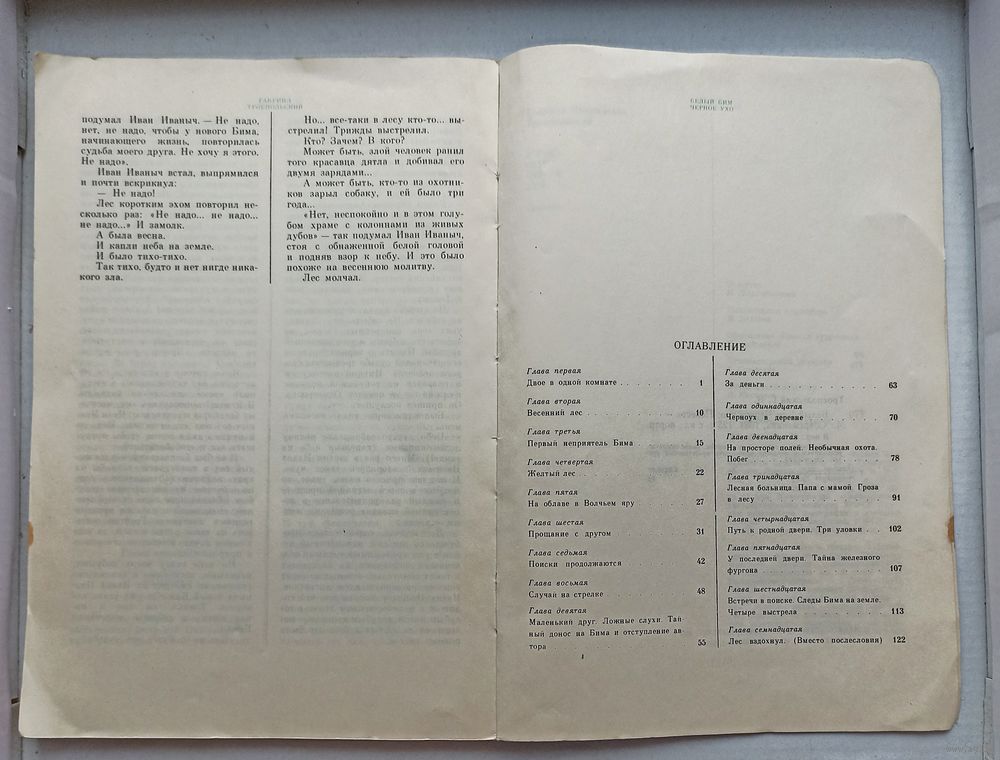 ГАВРИИЛ
ТРОЕПОЛЬСКИЙ
подумал Иван Иваныч. — Не надо,
нет, не надо, чтобы у нового Бима,
начинающего жизнь, повторилась
судьба моего друга. Не хочу я этого.
Не надо».
Иван Иваныч встал, выпрямился
и почти вскрикнул:
— Не надо!
Лес коротким эхом повторил не-
сколько раз: «Не надо... не надо...
не надо...» И замолк.
А была весна.
И капли неба на земле.
И было тихо-тихо.
Так тихо, будто и нет нигде ника-
кого зла.
Но... все-таки в лесу кто-то... вы-
стрелил! Трижды выстрелил.
Кто? Зачем? В кого?
Может быть, злой человек ранил
того красавца дятла и добивал его
двумя зарядами...
А может быть, кто-то из охотни-
ков зарыл собаку, и ей было три
года...
«Нет, неспокойно и в этом голу-
бом храме с колоннами из живых
дубов» — так подумал Иван Иваныч,
стоя с обнаженной белой головой
и подняв взор к небу. И это было
похоже на весеннюю молитву.
Лес молчал.
БЕЛЫЙ БИМ
ЧЕРНОЕ УХО
ОГЛАВЛЕНИЕ
Глава первая
Двое в одной комнате . . . . . . . 1
Глава вторая
Весенний лес . . . . . . . . . 10
Глава третья
Первый неприятель Бима . . . . . . 15
Глава четвертая
Желтый лес . . . . . . . . . . 22
Глава пятая
На облаве в Волчьем яру . . . . . . 27
Глава шестая
Прощание с другом . . . . . . . 31
Глава седьмая
Поиски продолжаются . . . . . . . 42
Глава восьмая
Случай на стрелке . . . . . . . . 48
Глава девятая
Маленький друг. Ложные слухи. Тай-
ный донос на Бима и отступление ав-
тора . . . . . . . . . . . . 55
Глава десятая
За деньги . . . . . . . . . . 63
Глава одиннадцатая
Черноух в деревне . . . . . . . 70
Глава двенадцатая
На просторе полей. Необычная охота.
Побег . . . . . . . . . . . 78
Глава тринадцатая
Лесная больница. Папа с мамой. Гроза
в лесу . . . . . . . . . . . 91
Глава четырнадцатая
Путь к родной двери. Три уловки . . 102
Глава пятнадцатая
У последней двери. Тайна железного
фургона . . . . . . . . . . 107
Глава шестнадцатая
Встречи в поиске. Следы Бима на земле.
Четыре выстрела . . . . . . . . 113
Глава семнадцатая
Лес вздохнул. (Вместо послесловия) 122